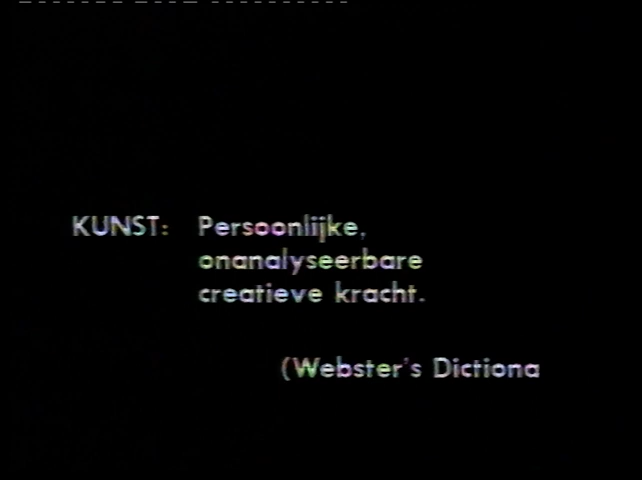 KUNST: Persoonlijke,
onanalyseerbare
creatieve kracht.
(Webster's Dictiona